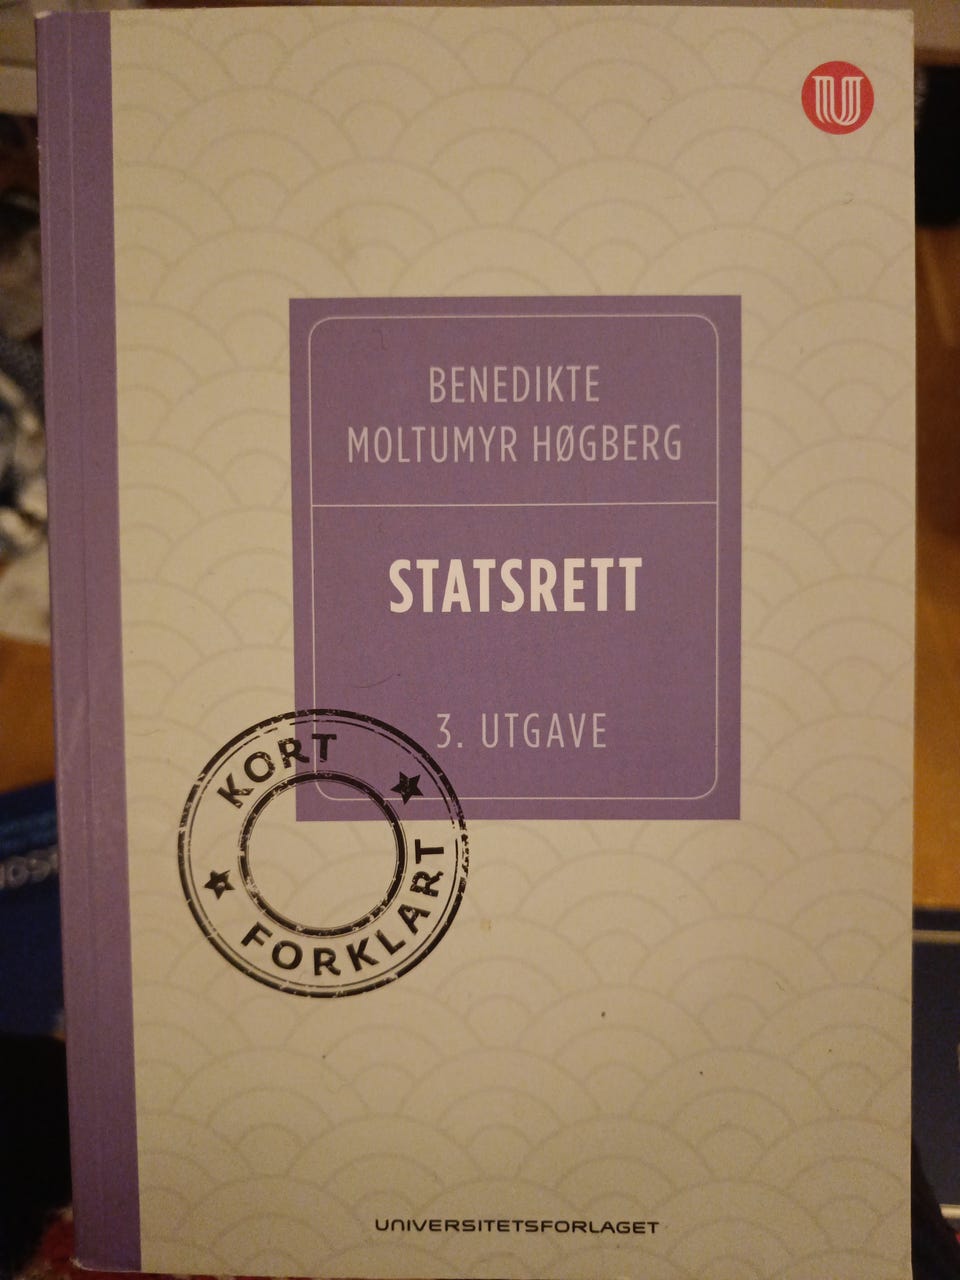 BENEDIKTE
MOLTUMYR HØGBERG
STATSRETT
3. UTGAVE
KORT
FORKLART
UNIVERSITETSFORLAGET